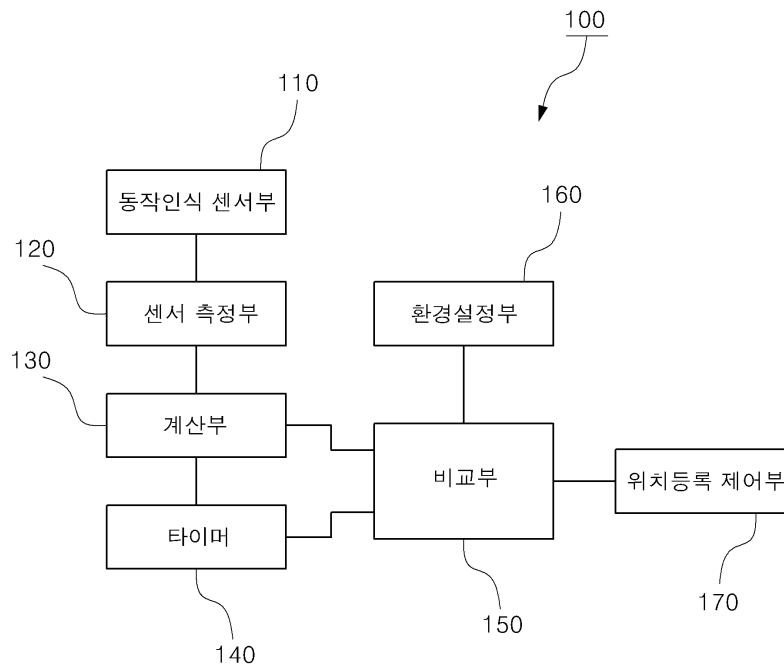 100
110
동작인식 센서부
160
120
센서 측정부
환경설정부
130
계산부
비교부
위치등록 제어부
타이머
140
150
170